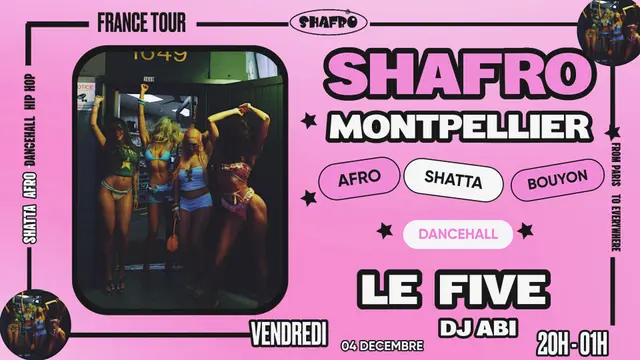 FRANCE TOUR
SHAFRO
1649
SHAFRO
MONTPELLIER
AFRO
SHATTA
BOUYON
DANCEHALL
LE FIVE
DJ ABI
VENDREDI
04 DECEMBRE
20H - 01H
SHATTA AFRO DANCEHALL HIP HOP
FROM PARIS TO EVERYWHERE